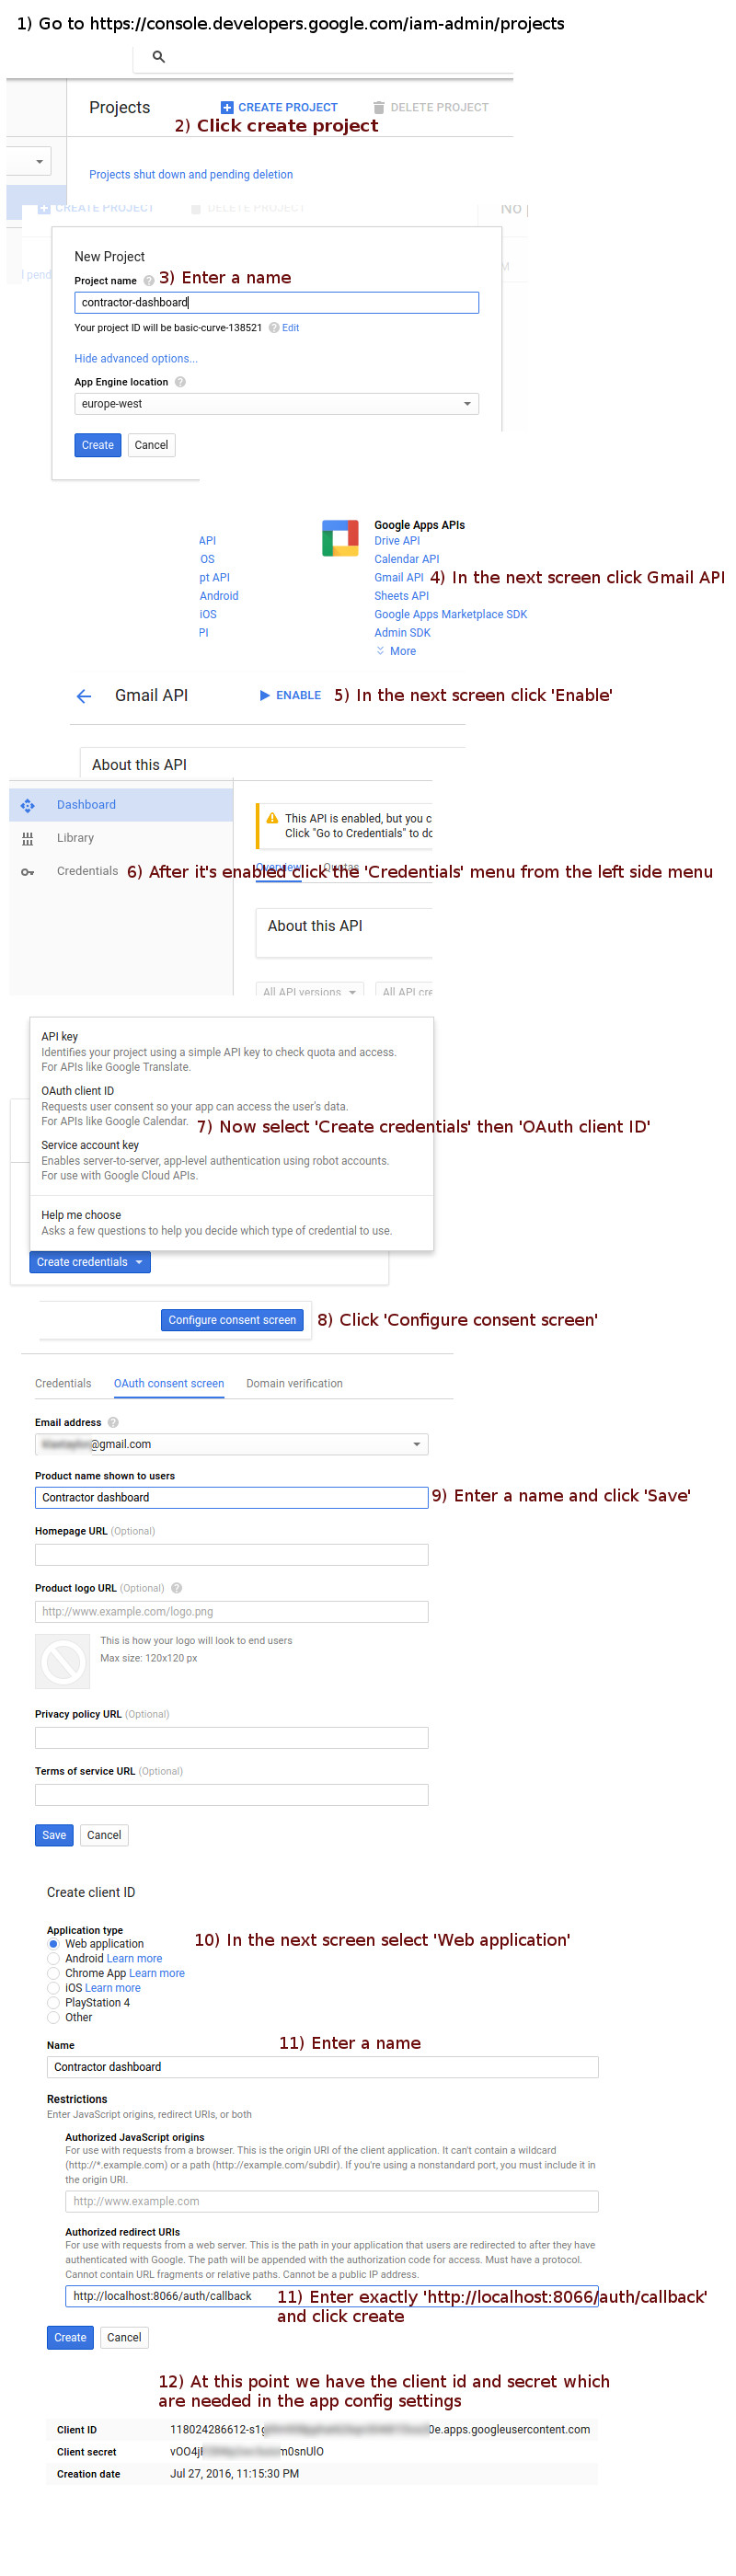 1) Go to https://console.developers.google.com/iam-admin/projects
Projects
CREATE PROJECT
DELETE PROJECT
2) Click create project
Projects shut down and pending deletion
CREATE PROJECT
DELETE PROJECT
No
pend
M
New Project
Project name
3) Enter a name
contractor-dashboard
Your project ID will be basic-curve-138521 Edit
Hide advanced options...
App Engine location
europe-west
Create Cancel
Google Apps APIs
API
Drive API
OS
Calendar API
pt API
Gmail API
4) In the next screen click Gmail API
Android
Sheets API
iOS
Google Apps Marketplace SDK
PI
Admin SDK
More
Gmail API
ENABLE
5) In the next screen click 'Enable'
About this API
Dashboard
This API is enabled, but you c
Click "Go to Credentials" to do
Library
Overview Quotas
Credentials
6) After it's enabled click the 'Credentials' menu from the left side menu
About this API
All API versions
All API cre
API key
Identifies your project using a simple API key to check quota and access.
For APIs like Google Translate.
OAuth client ID
Requests user consent so your app can access the user's data.
For APIs like Google Calendar.
7) Now select 'Create credentials' then 'OAuth client ID'
Service account key
Enables server-to-server, app-level authentication using robot accounts.
For use with Google Cloud APIs.
Help me choose
Asks a few questions to help you decide which type of credential to use.
Create credentials
Configure consent screen
8) Click 'Configure consent screen'
Credentials OAuth consent screen Domain verification
Email address
@gmail.com
Product name shown to users
Contractor dashboard
9) Enter a name and click 'Save'
Homepage URL (Optional)
Product logo URL (Optional)
http://www.example.com/logo.png
This is how your logo will look to end users
Max size: 120x120 px
Privacy policy URL (Optional)
Terms of service URL (Optional)
Save Cancel
Create client ID
Application type
Web application
10) In the next screen select 'Web application'
Android Learn more
Chrome App Learn more
iOS Learn more
PlayStation 4
Other
Name
11) Enter a name
Contractor dashboard
Restrictions
Enter JavaScript origins, redirect URIs, or both
Authorized JavaScript origins
For use with requests from a browser. This is the origin URI of the client application. It can't contain a wildcard
(http://*.example.com) or a path (http://example.com/subdir). If you're using a nonstandard port, you must include it in
the origin URI.
http://www.example.com
Authorized redirect URIs
For use with requests from a web server. This is the path in your application that users are redirected to after they have
authenticated with Google. The path will be appended with the authorization code for access. Must have a protocol.
Cannot contain URL fragments or relative paths. Cannot be a public IP address.
http://localhost:8066/auth/callback
11) Enter exactly 'http://localhost:8066/auth/callback'
and click create
Create Cancel
12) At this point we have the client id and secret which
are needed in the app config settings
Client ID 118024286612-s1 0e.apps.googleusercontent.com
Client secret vOO4j m0snUlO
Creation date Jul 27, 2016, 11:15:30 PM